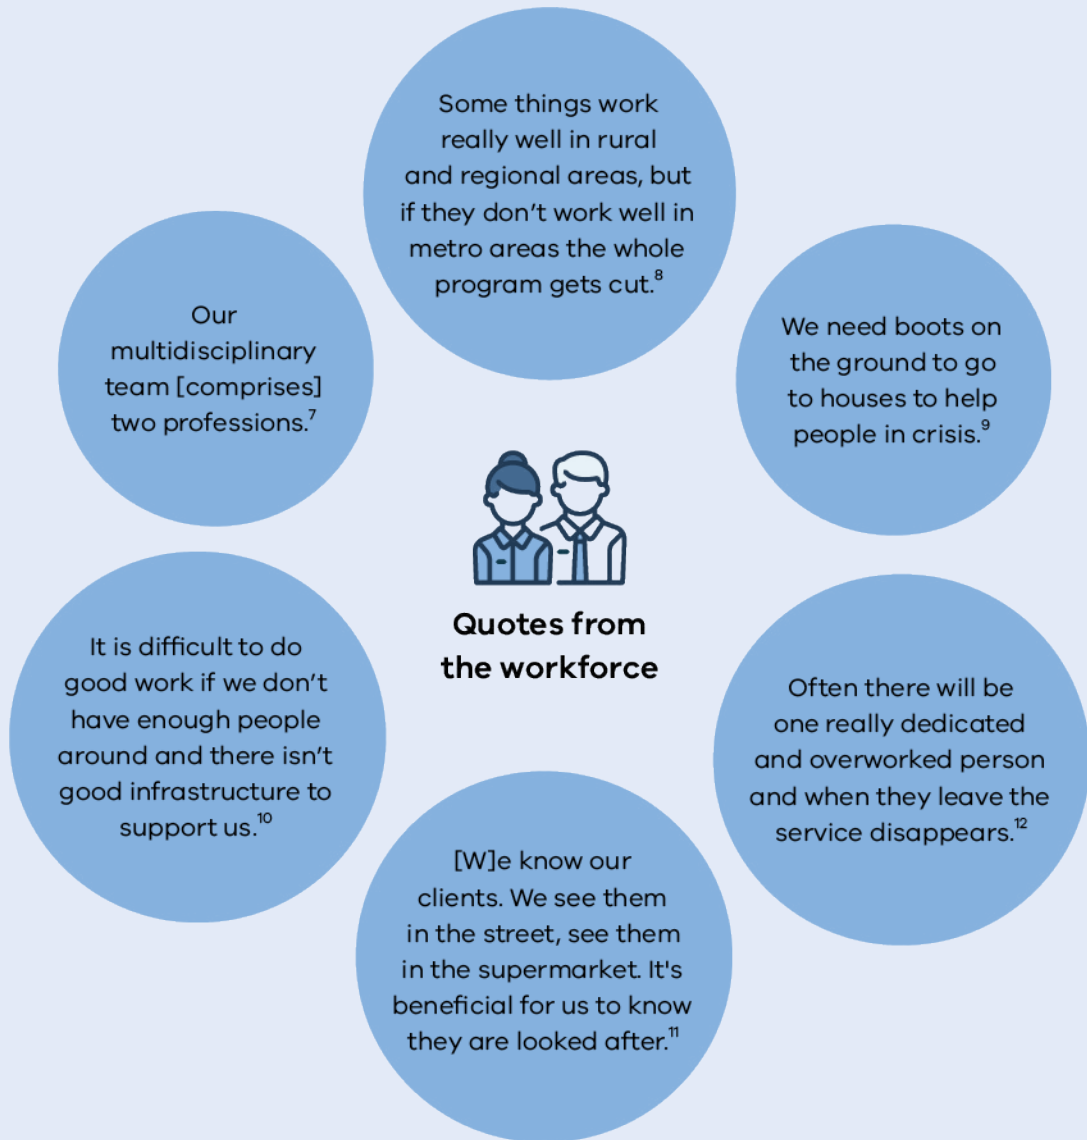 Some things work
really well in rural
and regional areas, but
if they don’t work well in
metro areas the whole
program gets cut.⁸
Our
multidisciplinary
team [comprises]
two professions.⁷
We need boots on
the ground to go
to houses to help
people in crisis.⁹
Quotes from
the workforce
It is difficult to do
good work if we don’t
have enough people
around and there isn’t
good infrastructure to
support us.¹⁰
Often there will be
one really dedicated
and overworked person
and when they leave the
service disappears.¹²
[W]e know our
clients. We see them
in the street, see them
in the supermarket. It's
beneficial for us to know
they are looked after.¹¹